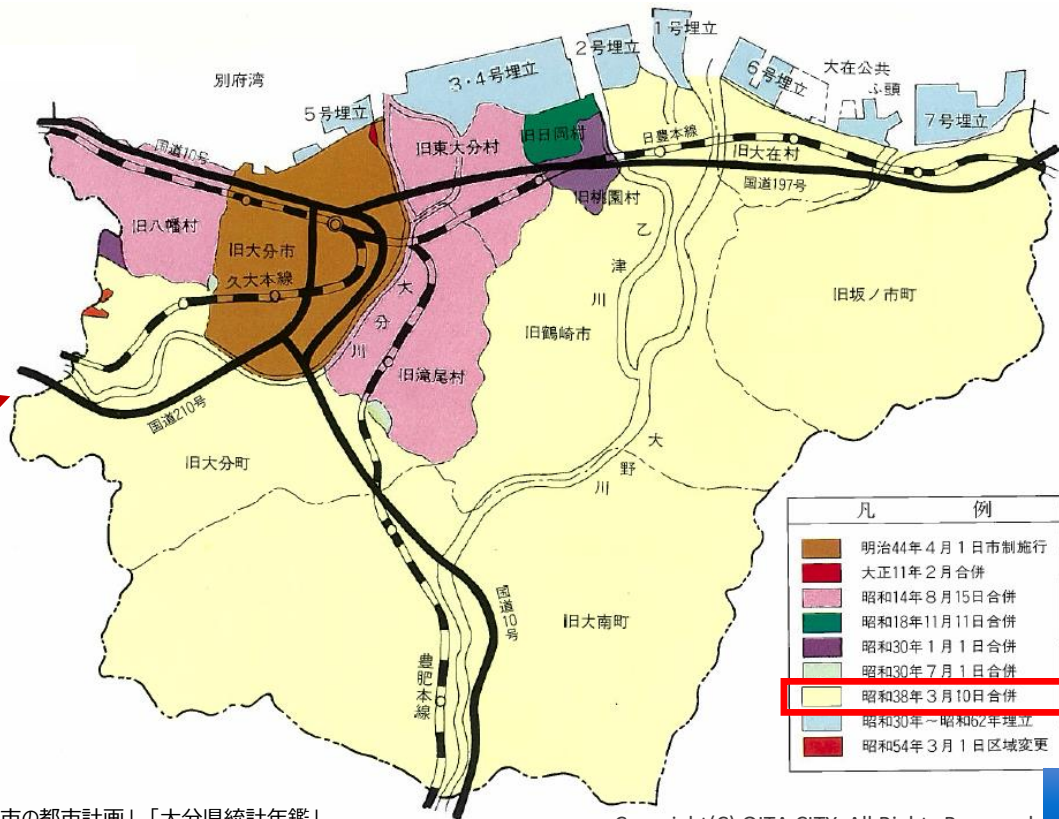 別府湾
5号埋立
3・4号埋立
2号埋立
1号埋立
6号埋立
大在公共
ふ頭
7号埋立
国道10号
旧東大分村
旧日岡村
日豊本線
旧大在村
国道197号
旧桃園村
旧八幡村
旧大分市
久大本線
大分川
乙津川
旧坂ノ市町
旧鶴崎市
旧滝尾村
国道210号
旧大分町
大野川
国道10号
旧大南町
豊肥本線
凡 例
明治44年4月1日市制施行
大正11年2月合併
昭和14年8月15日合併
昭和18年11月11日合併
昭和30年1月1日合併
昭和30年7月1日合併
昭和38年3月10日合併
昭和30年～昭和62年埋立
昭和54年3月1日区域変更
市の都市計画」「大分県統計年鑑」